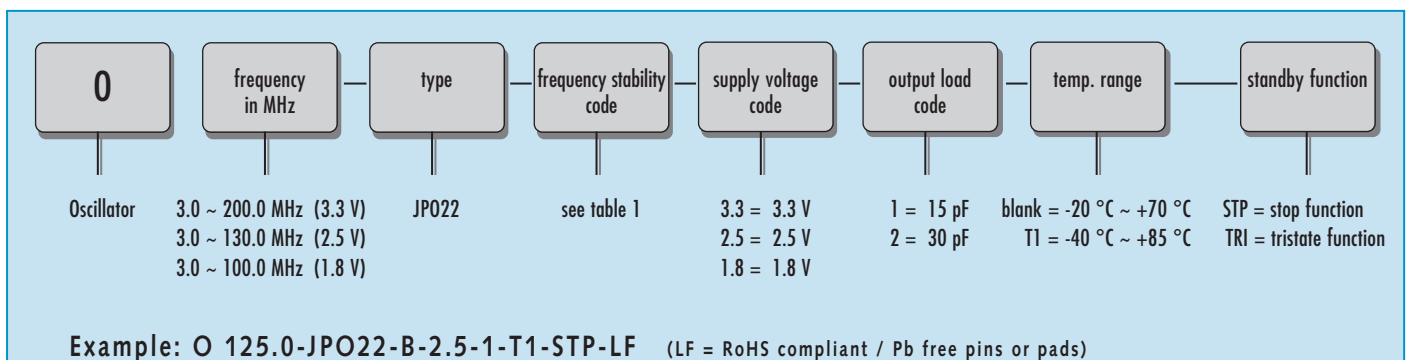 O
frequency
in MHz
type
frequency stability
code
supply voltage
code
output load
code
temp. range
standby function
Oscillator
3.0 ~ 200.0 MHz (3.3 V)
3.0 ~ 130.0 MHz (2.5 V)
3.0 ~ 100.0 MHz (1.8 V)
JPO22
see table 1
3.3 = 3.3 V
2.5 = 2.5 V
1.8 = 1.8 V
1 = 15 pF
2 = 30 pF
blank = -20 °C ~ +70 °C
T1 = -40 °C ~ +85 °C
STP = stop function
TRI = tristate function
Example: O 125.0-JPO22-B-2.5-1-T1-STP-LF (LF = RoHS compliant / Pb free pins or pads)